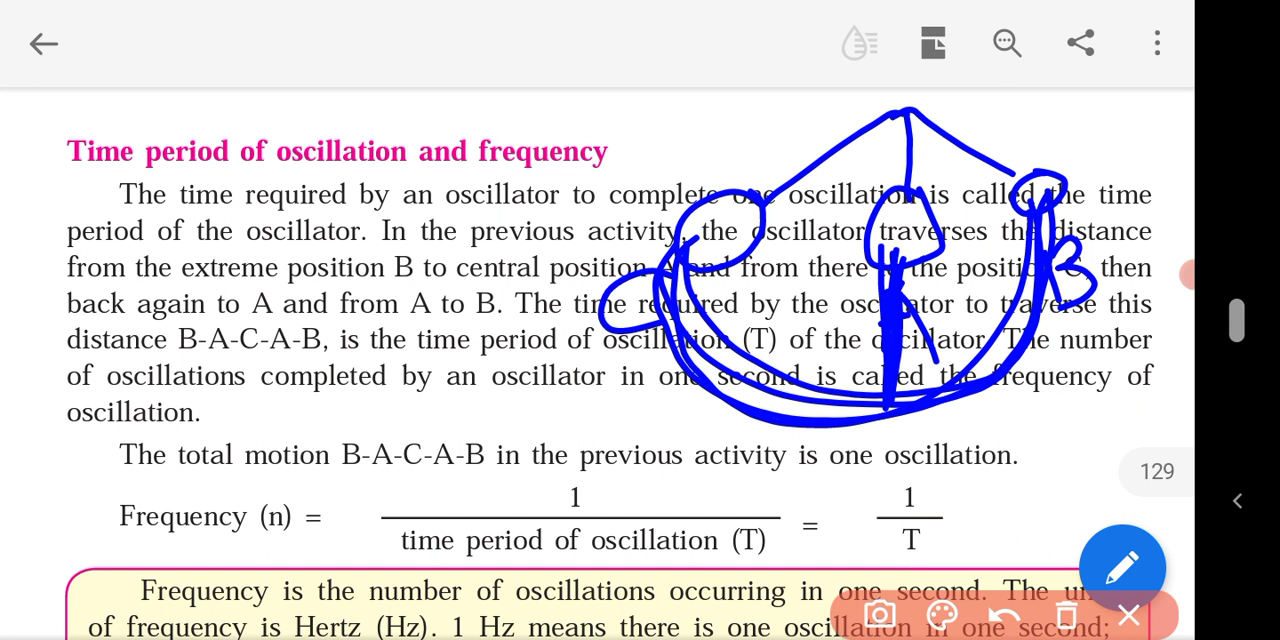 Time period of oscillation and frequency
The time required by an oscillator to complete one oscillation is called the time
period of the oscillator. In the previous activity, the oscillator traverses the distance
from the extreme position B to central position A and from there to the position C, then
back again to A and from A to B. The time required by the oscillator to traverse this
distance B-A-C-A-B, is the time period of oscillation (T) of the oscillator. The number
of oscillations completed by an oscillator in one second is called the frequency of
oscillation.
The total motion B-A-C-A-B in the previous activity is one oscillation.
Frequency (n) = 1 / time period of oscillation (T) = 1 / T
129
Frequency is the number of oscillations occurring in one second. The
of frequency is Hertz (Hz). 1 Hz means there is one oscillation in one second:
B
A
C